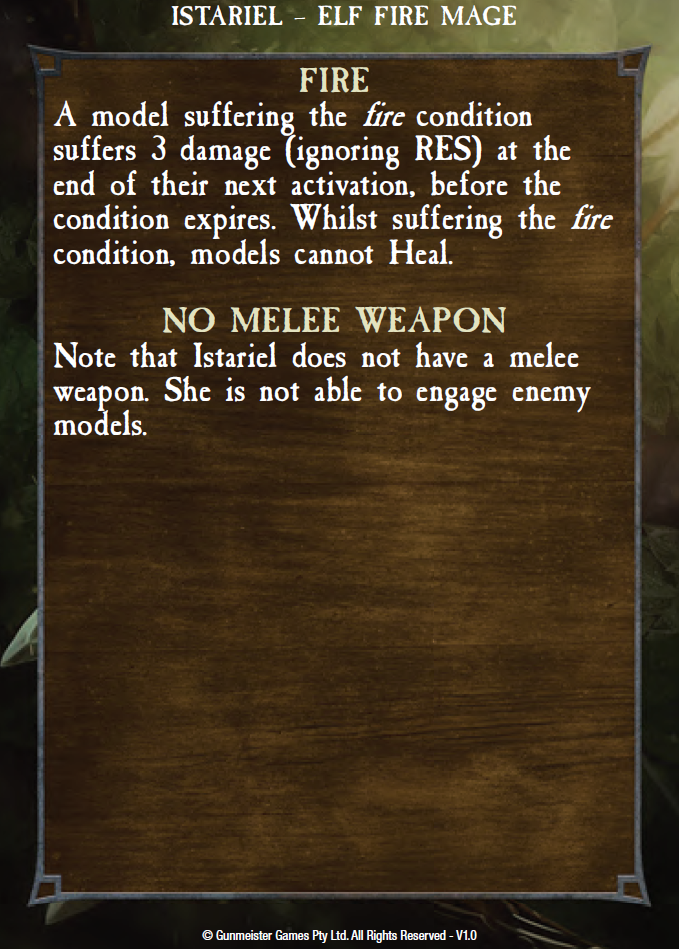 ISTARIEL – ELF FIRE MAGE
FIRE
A model suffering the fire condition
suffers 3 damage (ignoring RES) at the
end of their next activation, before the
condition expires. Whilst suffering the fire
condition, models cannot Heal.
NO MELEE WEAPON
Note that Istariel does not have a melee
weapon. She is not able to engage enemy
models.
© Gunmeister Games Pty Ltd. All Rights Reserved - V1.0